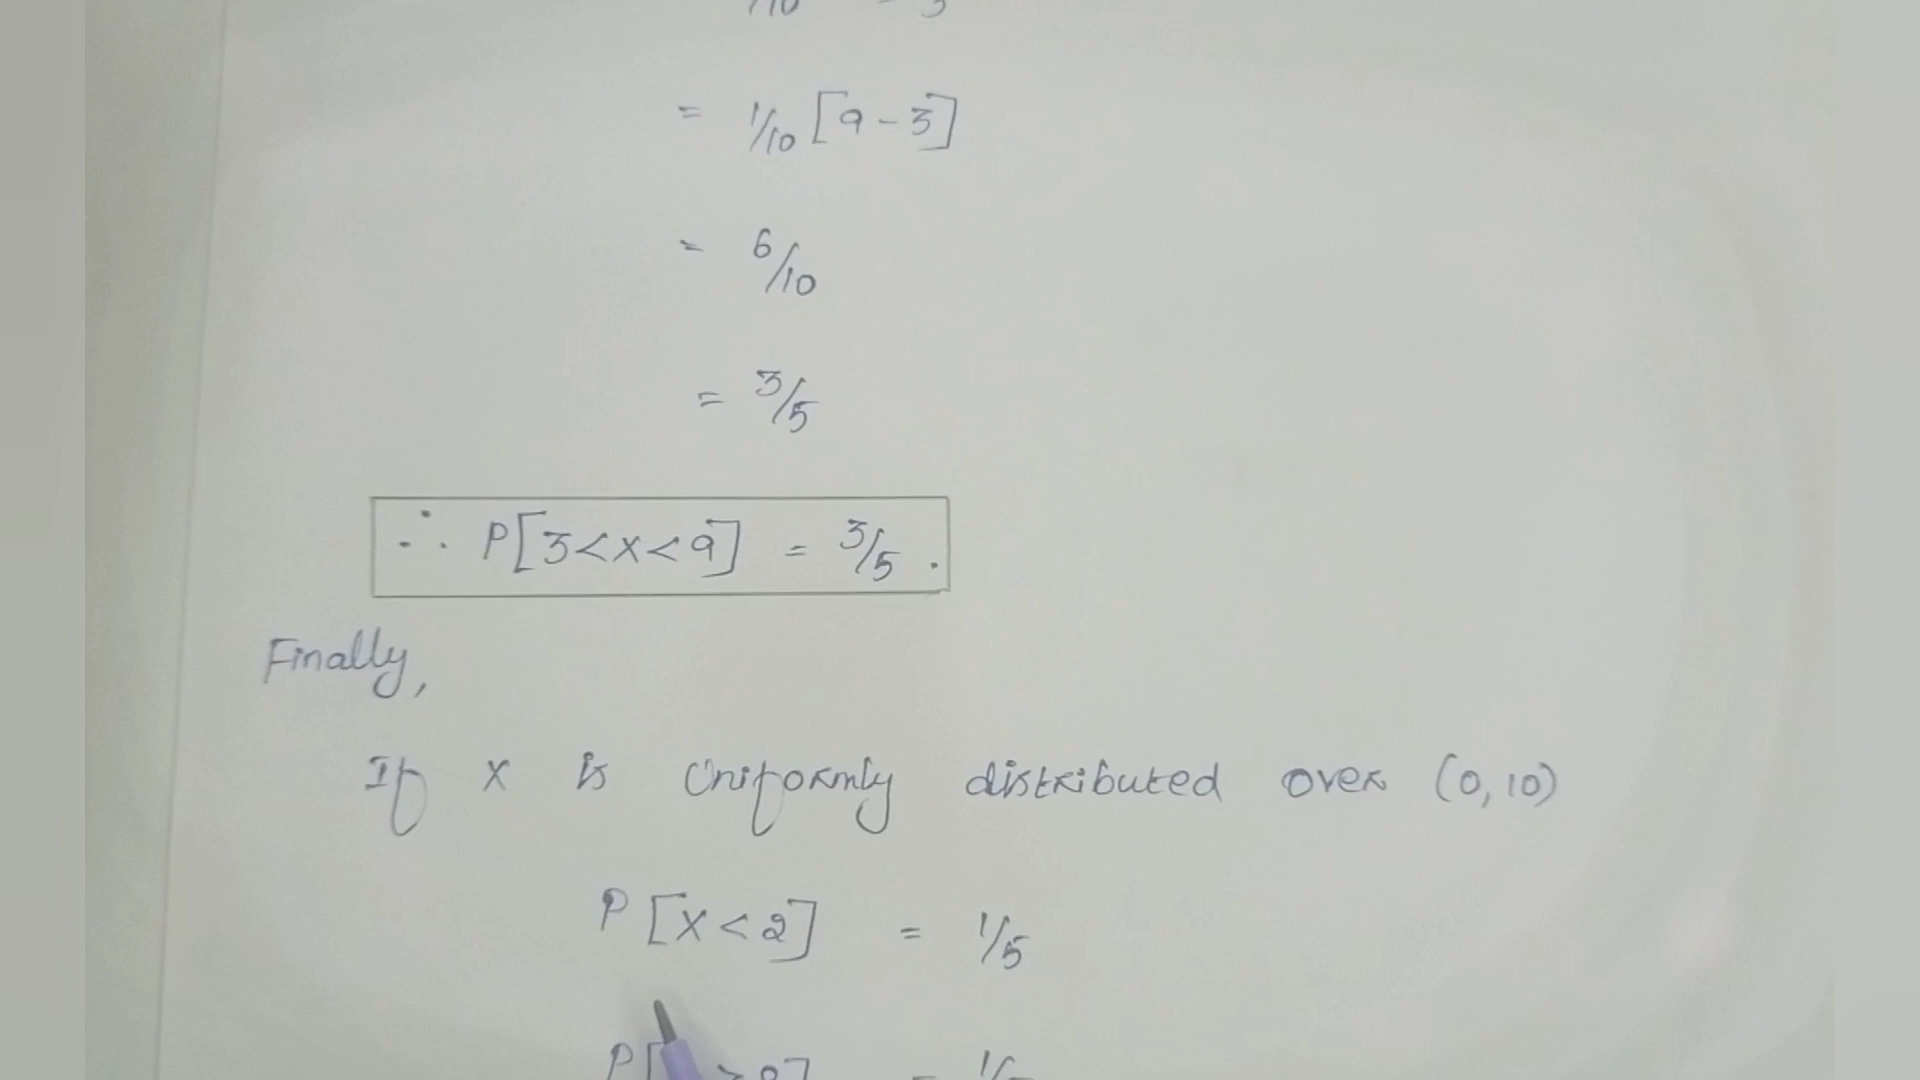 = 1/10 [9-3]
= 6/10
= 3/5
∴ P[3<x<9] = 3/5.
Finally,
If x is Uniformly distributed over (0,10)
P[x<2] = 1/5